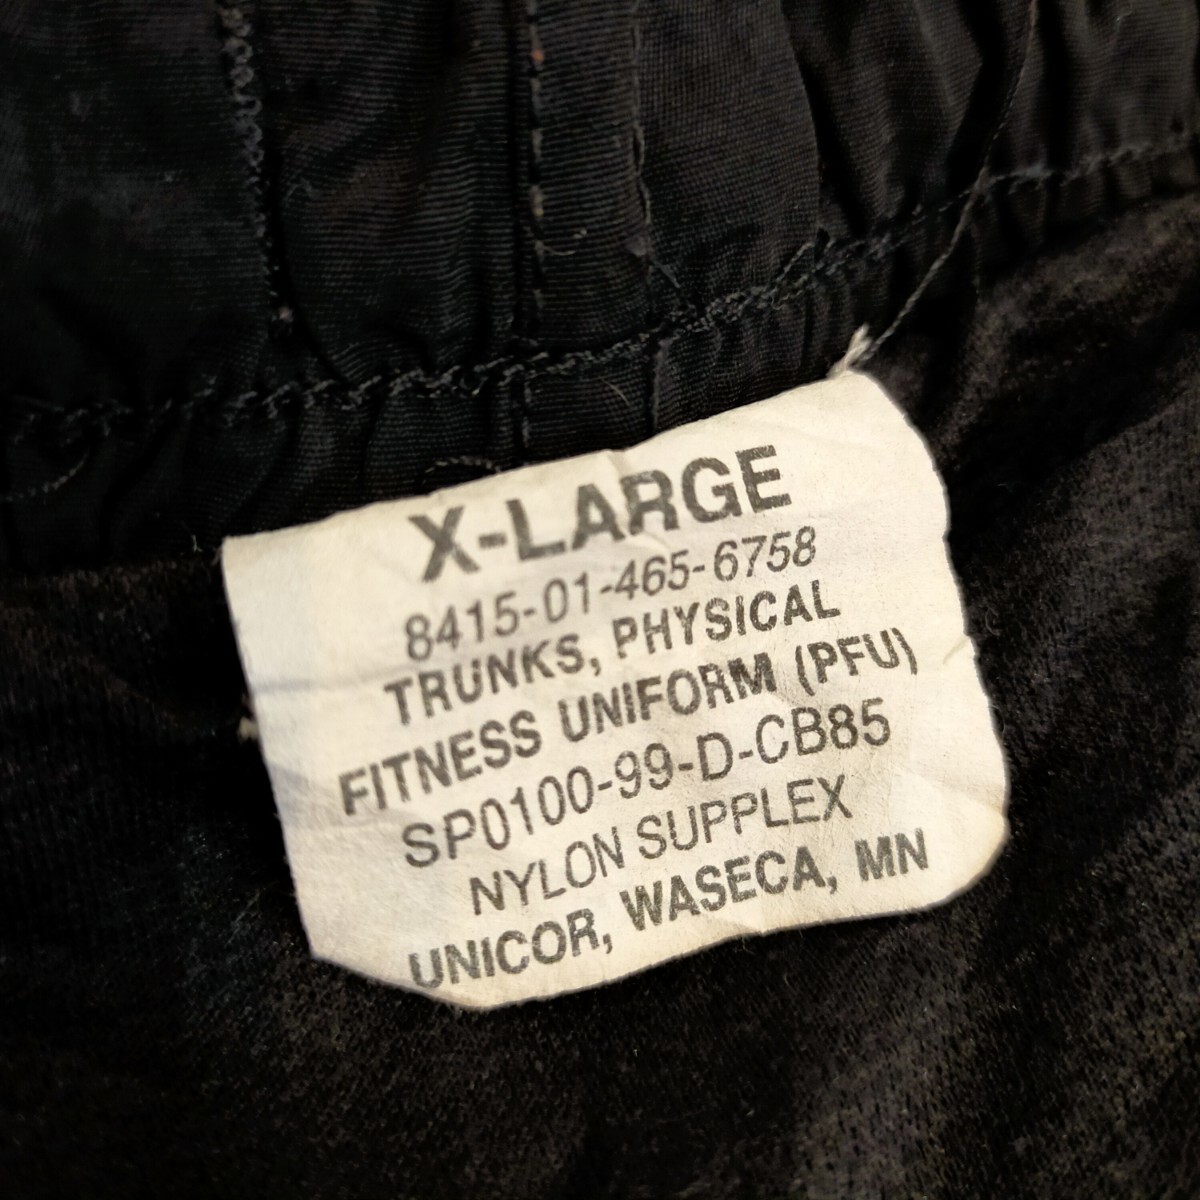 X-LARGE
8415-01-465-6758
TRUNKS, PHYSICAL
FITNESS UNIFORM (PFU)
SP0100-99-D-CB85
NYLON SUPPLEX
UNICOR, WASECA, MN